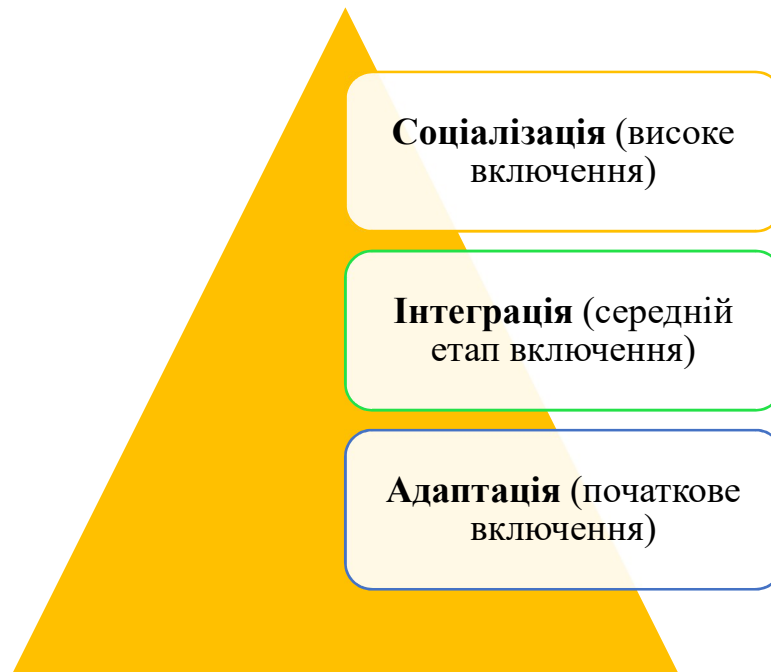 Соціалізація (високе
включення)
Інтеграція (середній
етап включення)
Адаптація (початкове
включення)